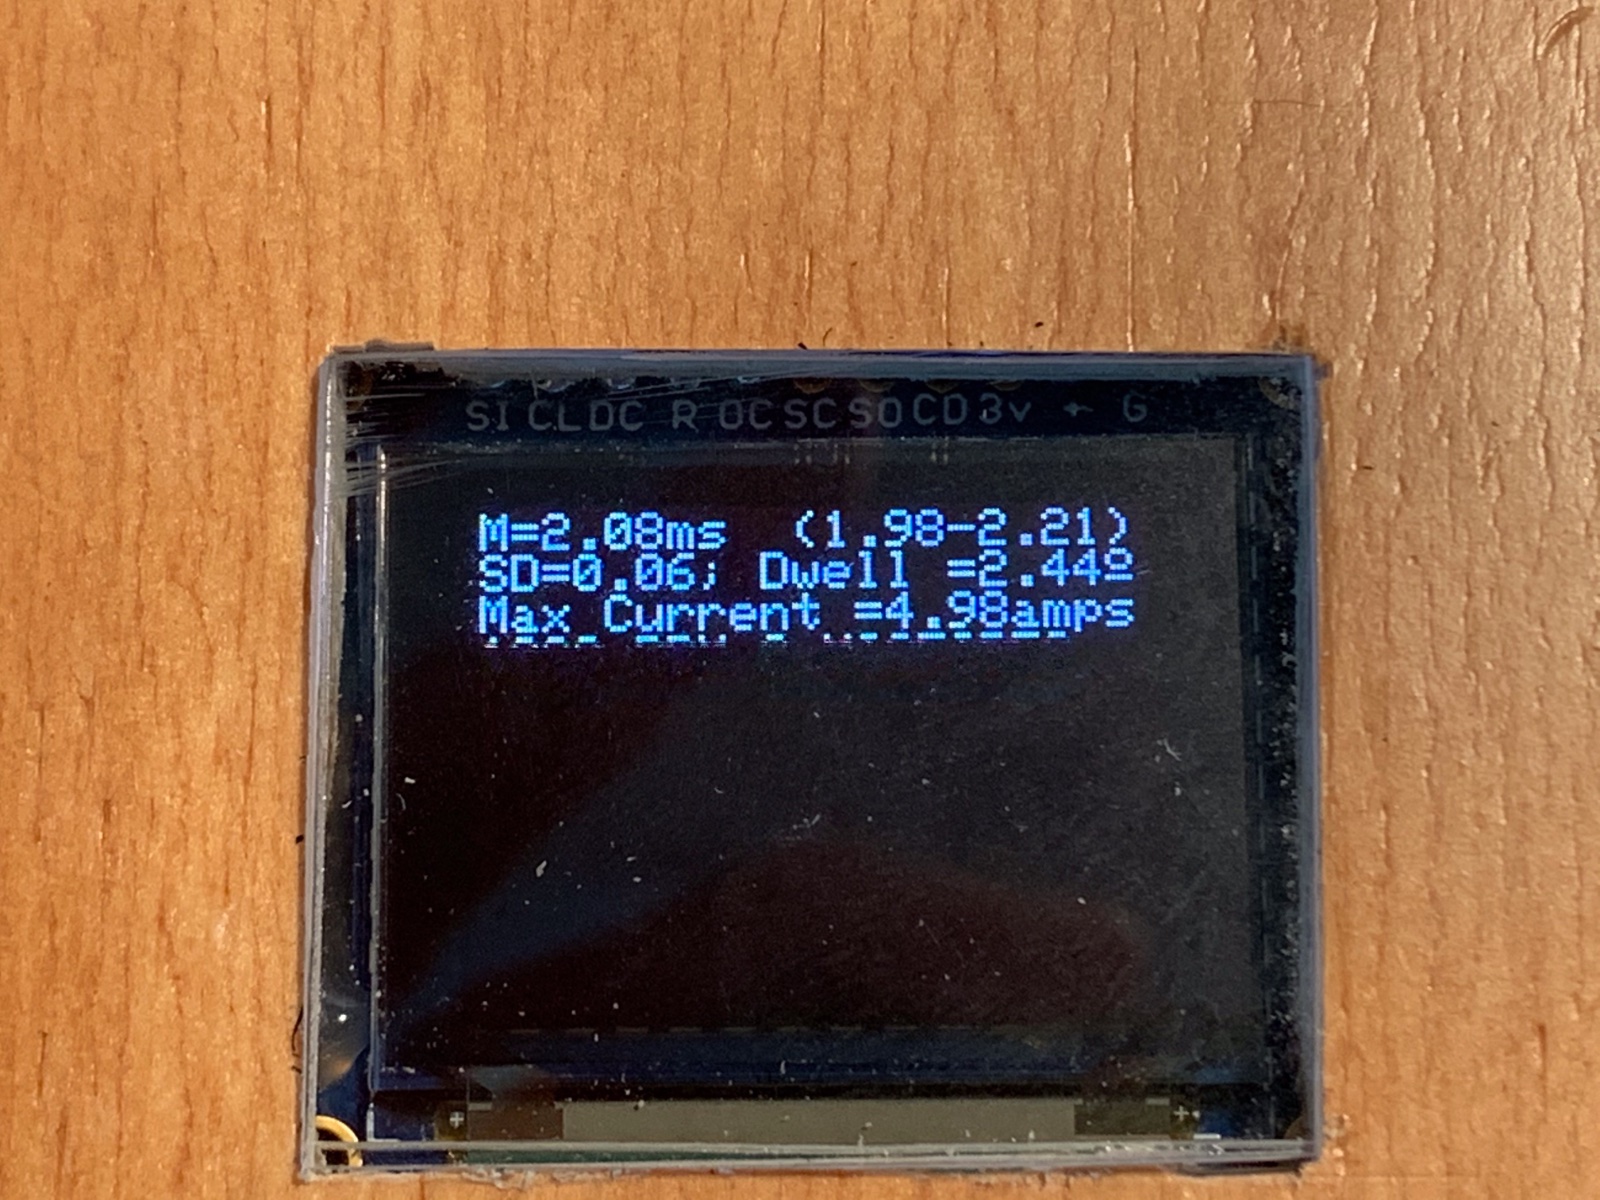 SI CL DC R OC SC SO CD 3v + G
M=2.08ms (1.98-2.21)
SD=0.06; Dwell =2.44º
Max Current =4.98amps